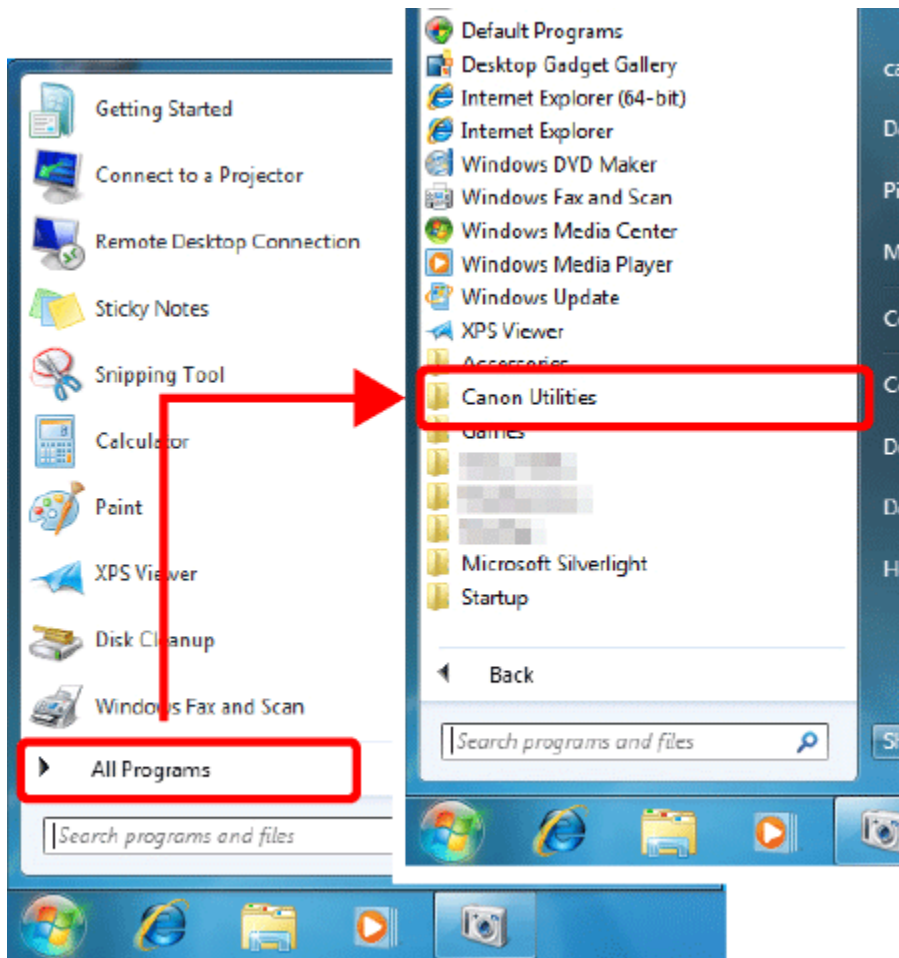 Getting Started
Connect to a Projector
Remote Desktop Connection
Sticky Notes
Snipping Tool
Calculator
Paint
XPS Viewer
Disk Cleanup
Windows Fax and Scan
All Programs
Search programs and files
Default Programs
Desktop Gadget Gallery
Internet Explorer (64-bit)
Internet Explorer
Windows DVD Maker
Windows Fax and Scan
Windows Media Center
Windows Media Player
Windows Update
XPS Viewer
Accessories
Canon Utilities
Games
Microsoft Silverlight
Startup
Back
Search programs and files
ca
D
Pi
M
C
C
D
D
H
S